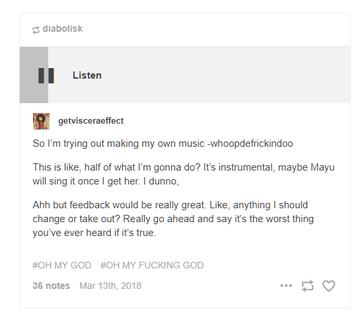 diabolisk
Listen
getvisceraeffect
So I'm trying out making my own music -whoopdefrickindoo
This is like, half of what I'm gonna do? It's instrumental, maybe Mayu
will sing it once I get her. I dunno,
Ahh but feedback would be really great. Like, anything I should
change or take out? Really go ahead and say it's the worst thing
you've ever heard if it's true.
#OH MY GOD #OH MY FUCKING GOD
36 notes Mar 13th, 2018